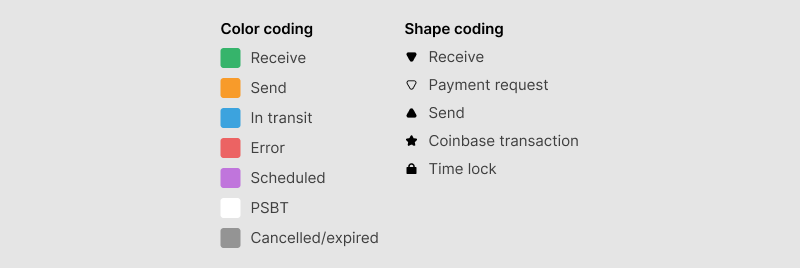 Color coding
Receive
Send
In transit
Error
Scheduled
PSBT
Cancelled/expired
Shape coding
Receive
Payment request
Send
Coinbase transaction
Time lock